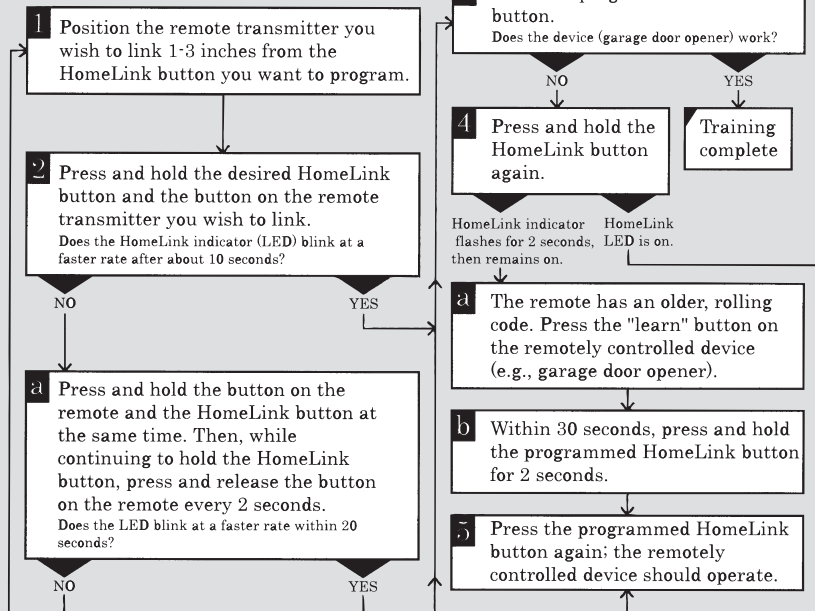 1
Position the remote transmitter you
wish to link 1-3 inches from the
HomeLink button you want to program.
2
Press and hold the desired HomeLink
button and the button on the remote
transmitter you wish to link.
Does the HomeLink indicator (LED) blink at a
faster rate after about 10 seconds?
NO
YES
a
Press and hold the button on the
remote and the HomeLink button at
the same time. Then, while
continuing to hold the HomeLink
button, press and release the button
on the remote every 2 seconds.
Does the LED blink at a faster rate within 20
seconds?
NO
YES
button.
Does the device (garage door opener) work?
NO
YES
4
Press and hold the
HomeLink button
again.
Training
complete
HomeLink indicator
flashes for 2 seconds,
then remains on.
HomeLink
LED is on.
a
The remote has an older, rolling
code. Press the "learn" button on
the remotely controlled device
(e.g., garage door opener).
b
Within 30 seconds, press and hold
the programmed HomeLink button
for 2 seconds.
5
Press the programmed HomeLink
button again; the remotely
controlled device should operate.